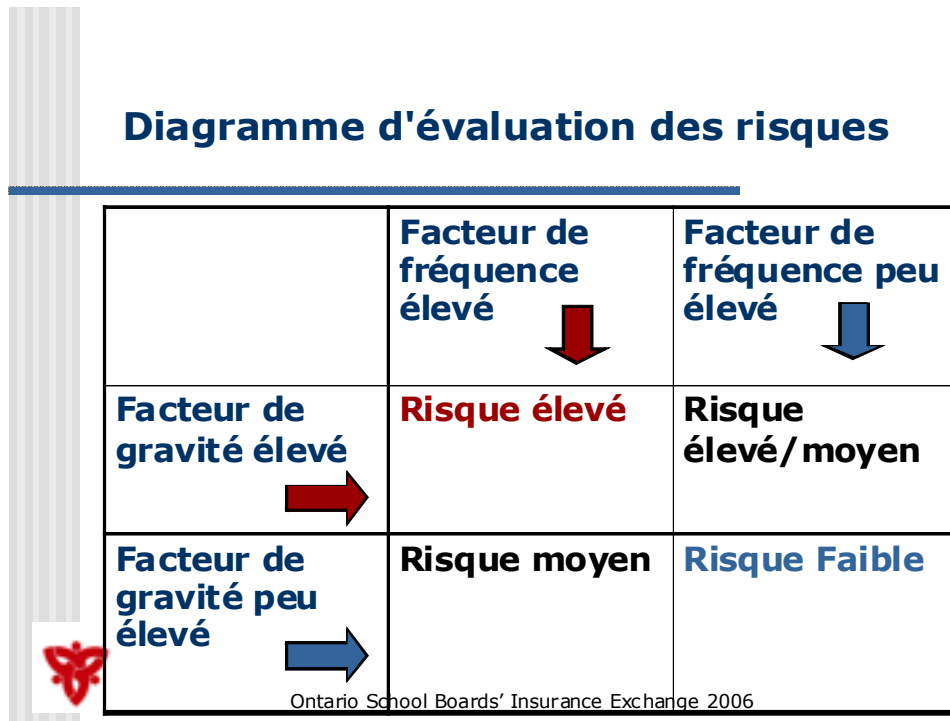 Diagramme d'évaluation des risques
Facteur de
fréquence
élevé
Facteur de
fréquence peu
élevé
Facteur de
gravité élevé
Risque élevé
Risque
élevé/moyen
Facteur de
gravité peu
élevé
Risque moyen
Risque Faible
Ontario School Boards’ Insurance Exchange 2006